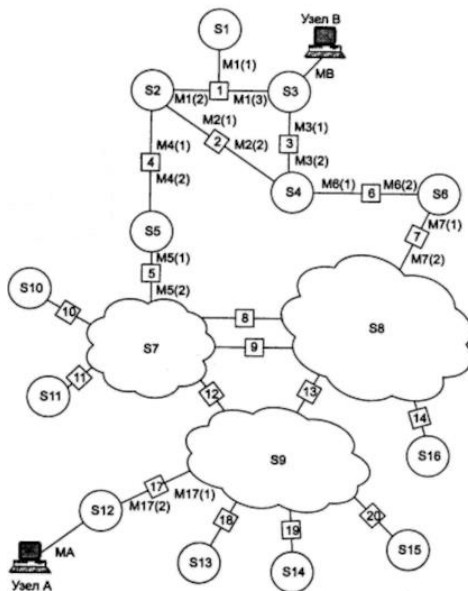 Узел В
S1
МВ
M1(1)
S2
1
S3
M1(2)
M1(3)
M2(1)
M3(1)
M4(1)
2
M2(2)
3
4
M3(2)
M4(2)
M6(1)
M6(2)
S6
S4
6
M7(1)
S5
7
M5(1)
M7(2)
5
S10
M5(2)
10
8
S7
S8
9
11
S11
12
13
14
S9
S16
17
M17(1)
S12
M17(2)
18
19
20
МА
S15
S13
S14
Узел А